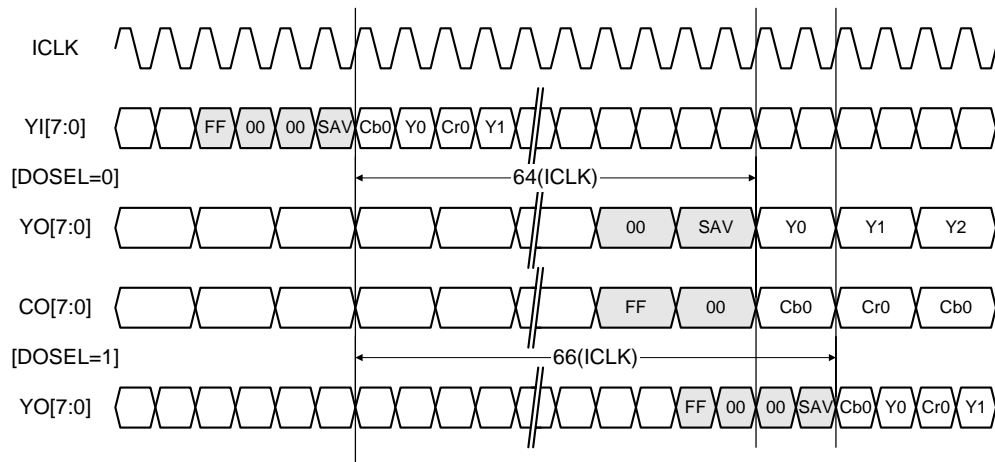 ICLK
YI[7:0] FF 00 00 SAV Cb0 Y0 Cr0 Y1
[DOSEL=0] 64(ICLK)
YO[7:0] 00 SAV Y0 Y1 Y2
CO[7:0] FF 00 Cb0 Cr0 Cb0
[DOSEL=1] 66(ICLK)
YO[7:0] FF 00 00 SAV Cb0 Y0 Cr0 Y1